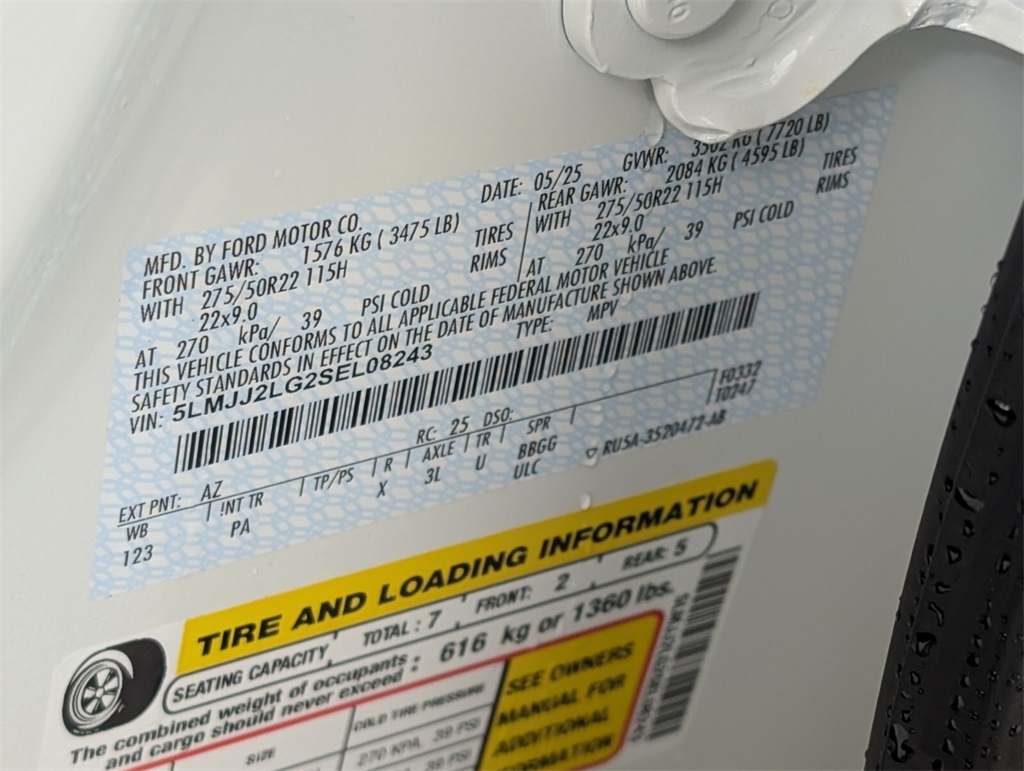 MFD. BY FORD MOTOR CO.
DATE: 05/25 GVWR: 3502 KG ( 7720 LB)
FRONT GAWR: 1576 KG ( 3475 LB)
WITH 275/50R22 115H TIRES
22x9.0 RIMS
AT 270 kPa/ 39 PSI COLD
REAR GAWR: 2084 KG ( 4595 LB)
WITH 275/50R22 115H TIRES
22x9.0 RIMS
AT 270 kPa/ 39 PSI COLD
THIS VEHICLE CONFORMS TO ALL APPLICABLE FEDERAL MOTOR VEHICLE
SAFETY STANDARDS IN EFFECT ON THE DATE OF MANUFACTURE SHOWN ABOVE.
VIN: 5LMJJ2LG2SEL08243 TYPE: MPV
F0332
T0247
EXT PNT: AZ RC: 25 DSO:
WB INT TR TP/PS R AXLE TR SPR
123 PA X 3L U BBGG
ULC
RU5A-3520472-AB
TIRE AND LOADING INFORMATION
SEATING CAPACITY TOTAL : 7 FRONT: 2 REAR: 5
The combined weight of occupants
and cargo should never exceed : 616 kg or 1360 lbs.
SIZE COLD TIRE PRESSURE
270 KPA, 39 PSI
39 PSI
SEE OWNERS
MANUAL FOR
ADDITIONAL
INFORMATION